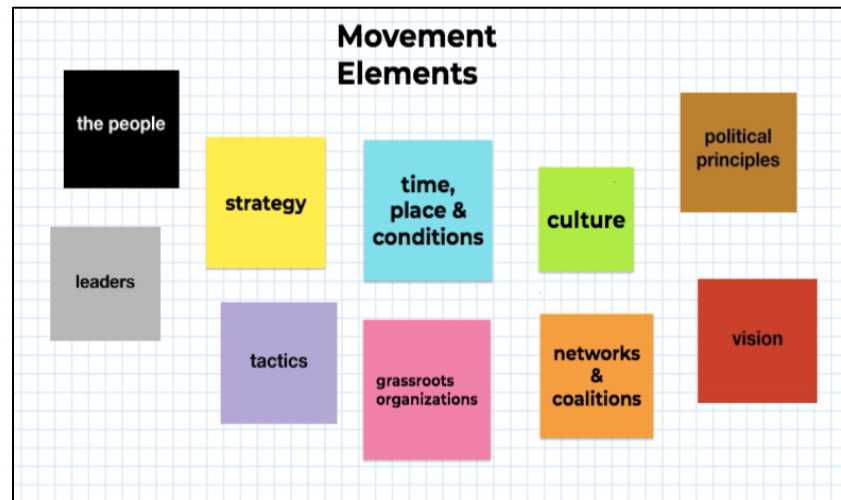 Movement
Elements
the people
strategy
time,
place &
conditions
culture
political
principles
leaders
tactics
grassroots
organizations
networks
&
coalitions
vision